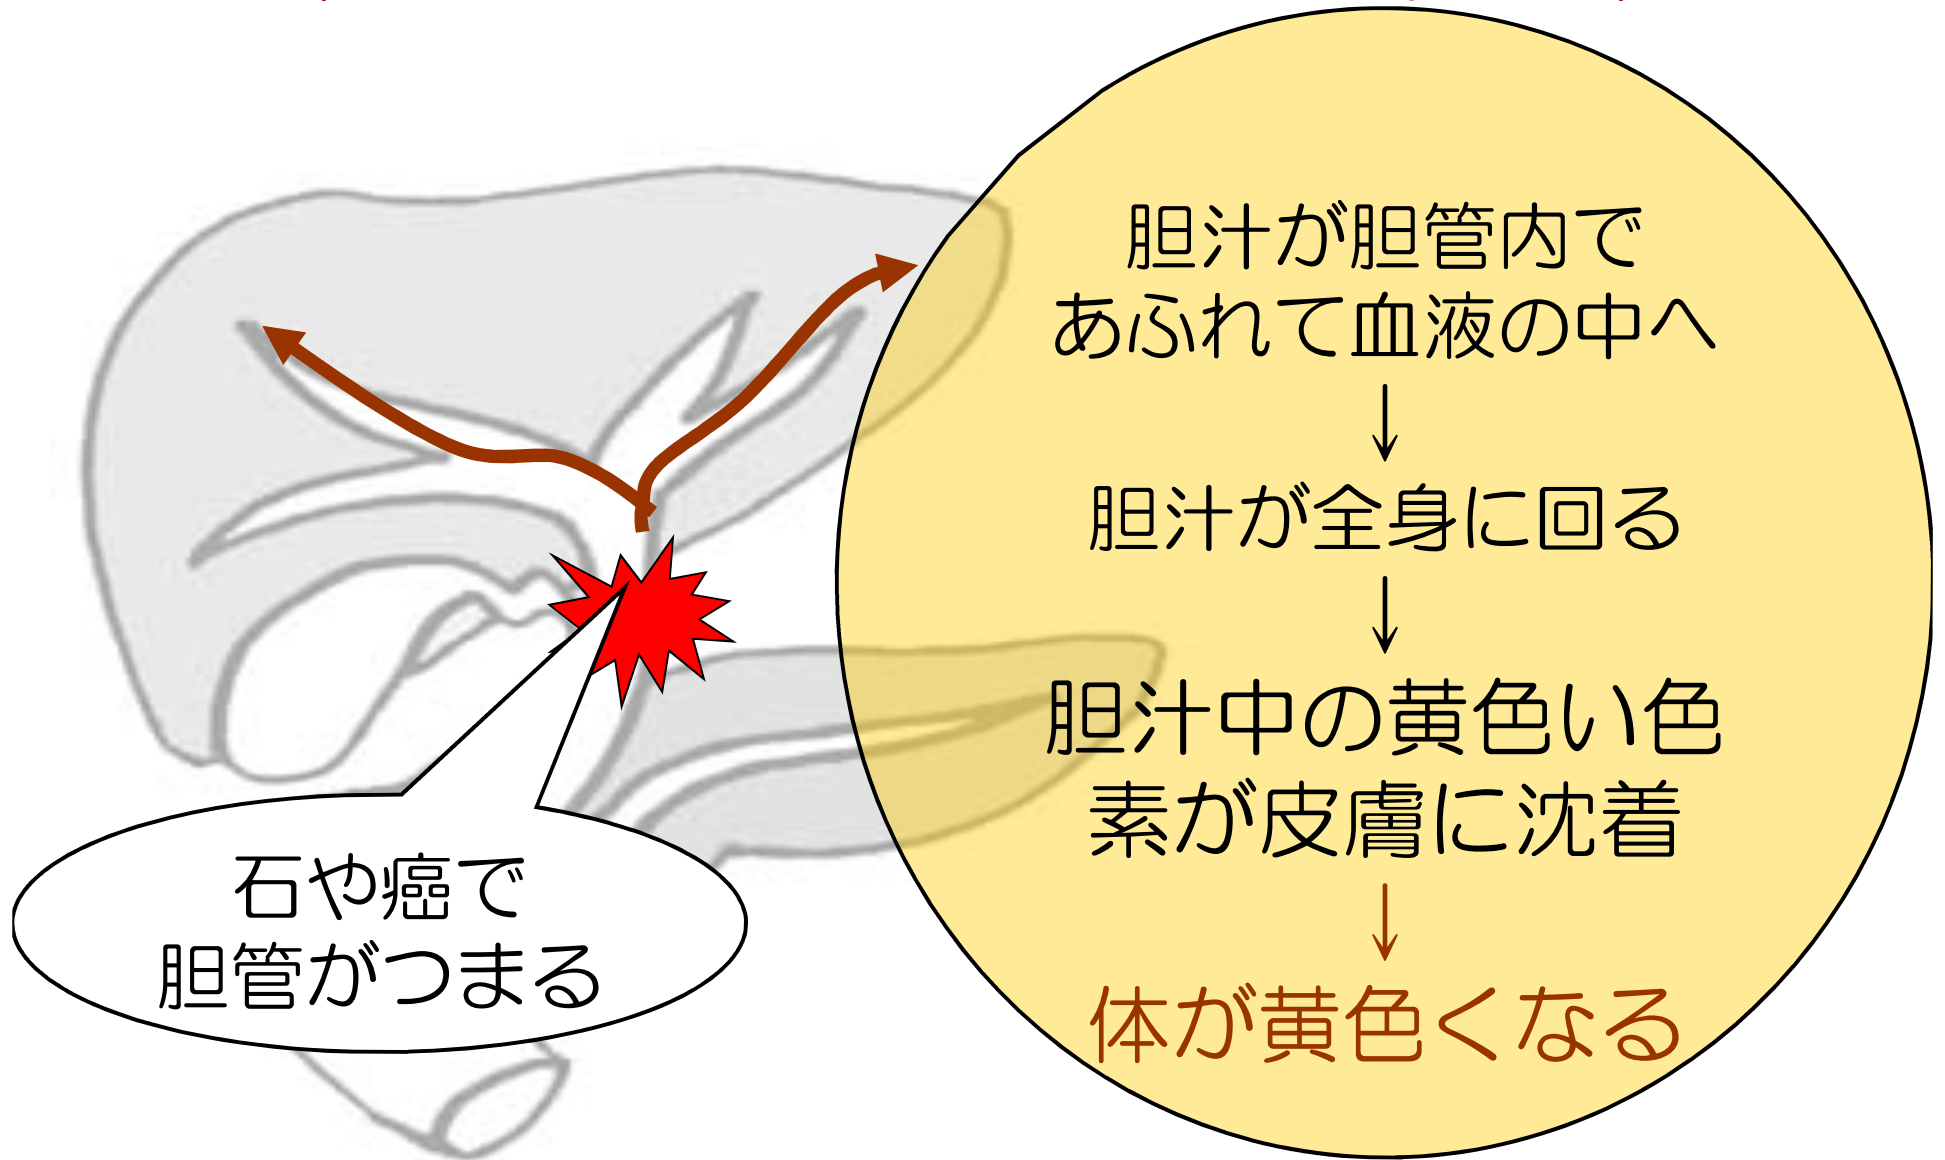 胆汁が胆管内で
あふれて血液の中へ
↓
胆汁が全身に回る
↓
胆汁中の黄色い色
素が皮膚に沈着
↓
体が黄色くなる
石や癌で
胆管がつまる